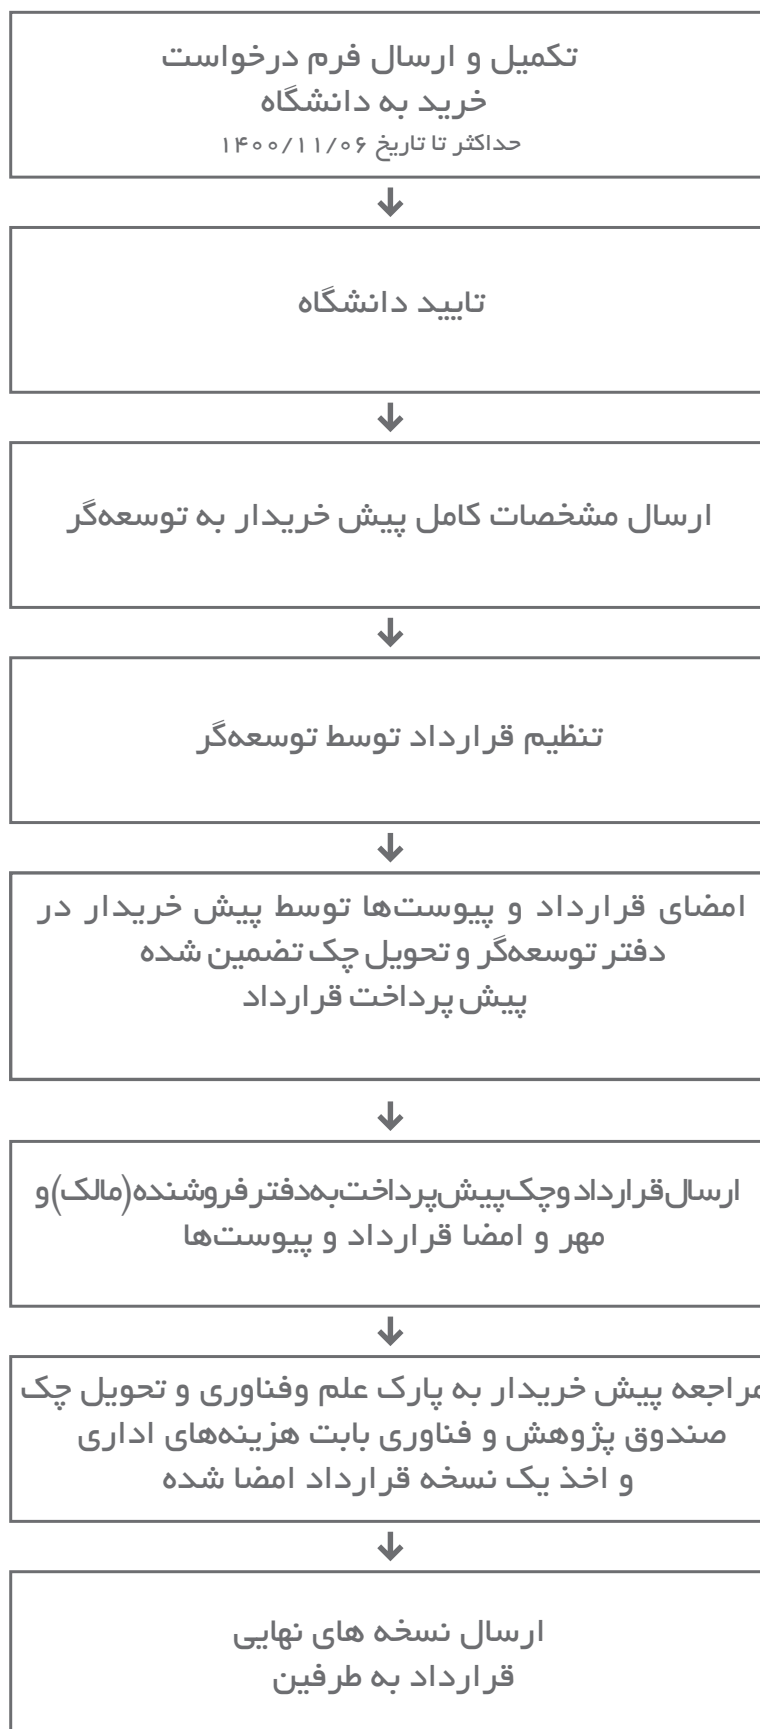 تکمیل و ارسال فرم درخواست
خرید به دانشگاه
حداکثر تا تاریخ ۱۴۰۰/۱۱/۰۶
تایید دانشگاه
ارسال مشخصات کامل پیش خریدار به توسعه‌گر
تنظیم قرارداد توسط توسعه‌گر
امضای قرارداد و پیوست‌ها توسط پیش خریدار در
دفتر توسعه‌گر و تحویل چک تضمین شده
پیش پرداخت قرارداد
ارسال قرارداد و چک پیش‌پرداخت به دفتر فروشنده (مالک) و
مهر و امضا قرارداد و پیوست‌ها
مراجعه پیش خریدار به پارک علم وفناوری و تحویل چک
صندوق پژوهش و فناوری بابت هزینه‌های اداری
و اخذ یک نسخه قرارداد امضا شده
ارسال نسخه های نهایی
قرارداد به طرفین